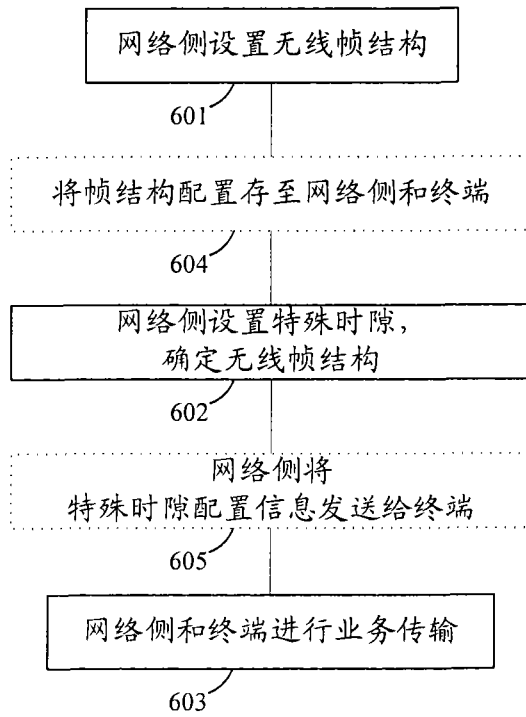 网络侧设置无线帧结构
601
将帧结构配置存至网络侧和终端
604
网络侧设置特殊时隙，
确定无线帧结构
602
网络侧将
特殊时隙配置信息发送给终端
605
网络侧和终端进行业务传输
603